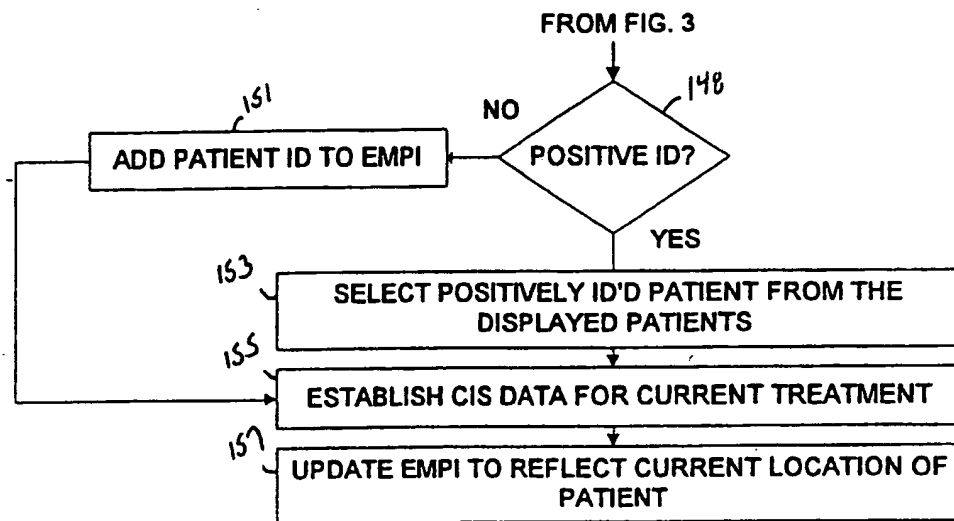 FROM FIG. 3
148
NO
151
POSITIVE ID?
ADD PATIENT ID TO EMPI
YES
153
SELECT POSITIVELY ID'D PATIENT FROM THE
DISPLAYED PATIENTS
155
ESTABLISH CIS DATA FOR CURRENT TREATMENT
157
UPDATE EMPI TO REFLECT CURRENT LOCATION OF
PATIENT